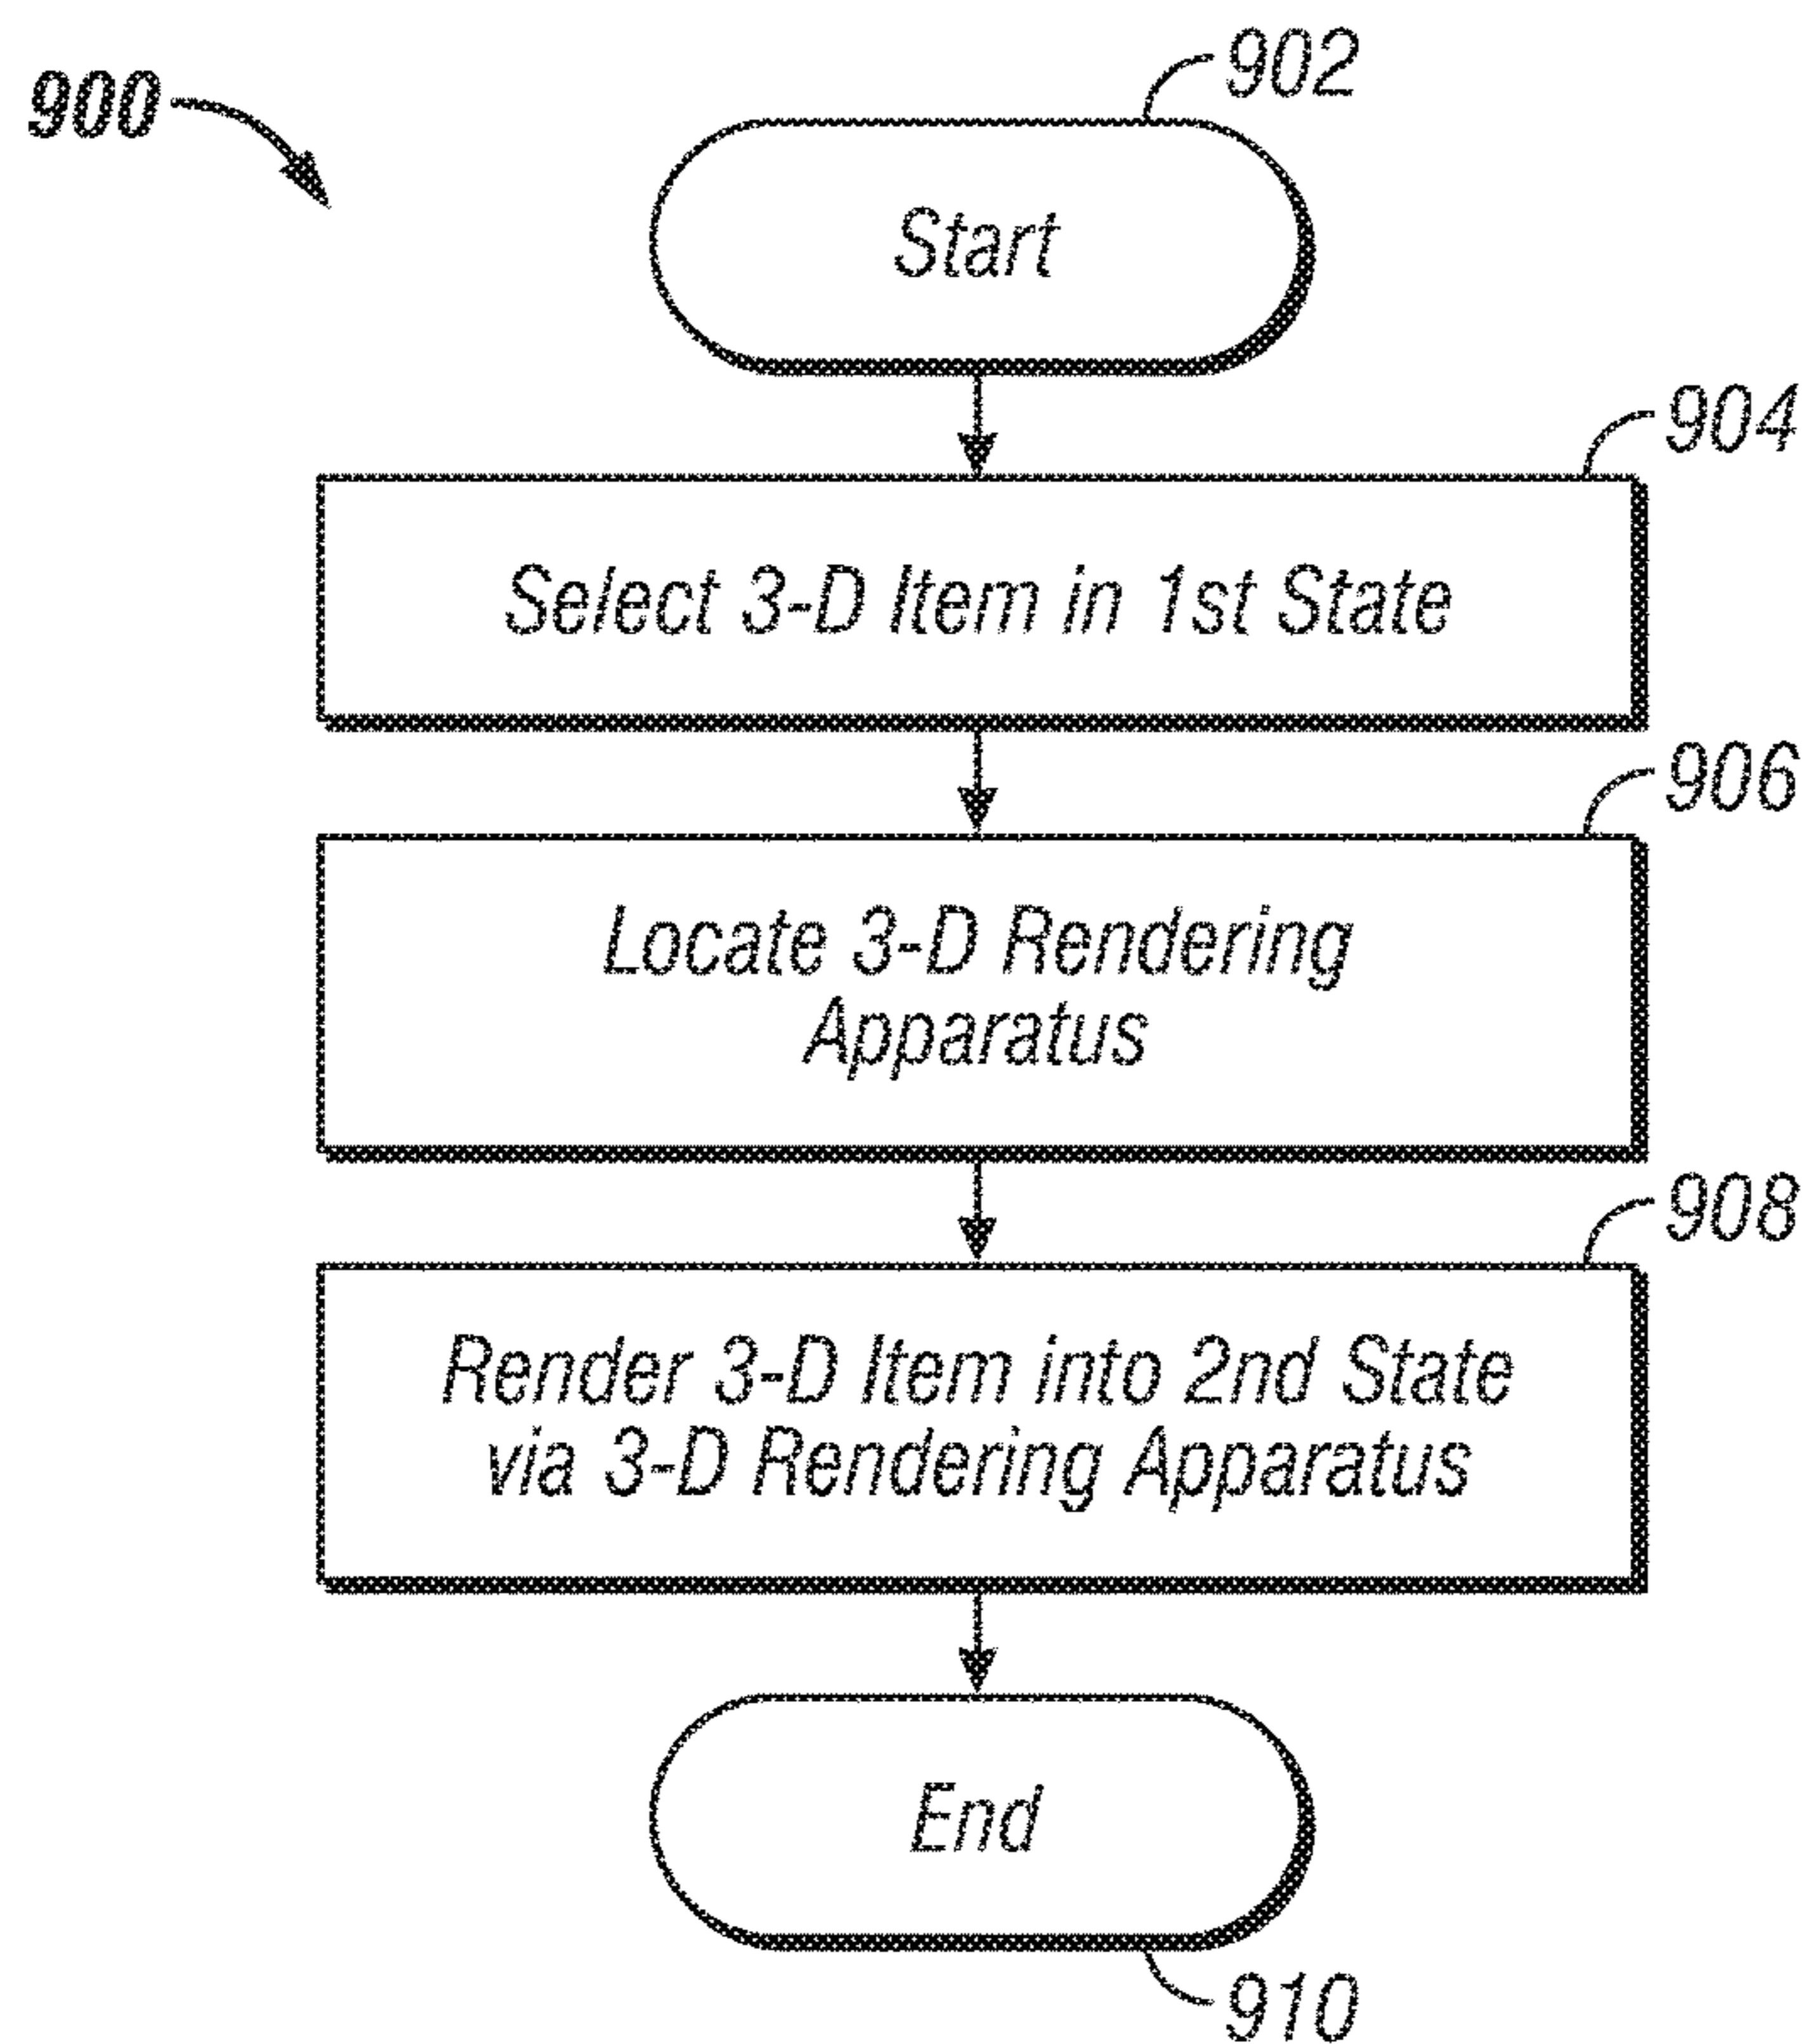 900
902
Start
904
Select 3-D Item in 1st State
906
Locate 3-D Rendering
Apparatus
908
Render 3-D Item into 2nd State
via 3-D Rendering Apparatus
End
910